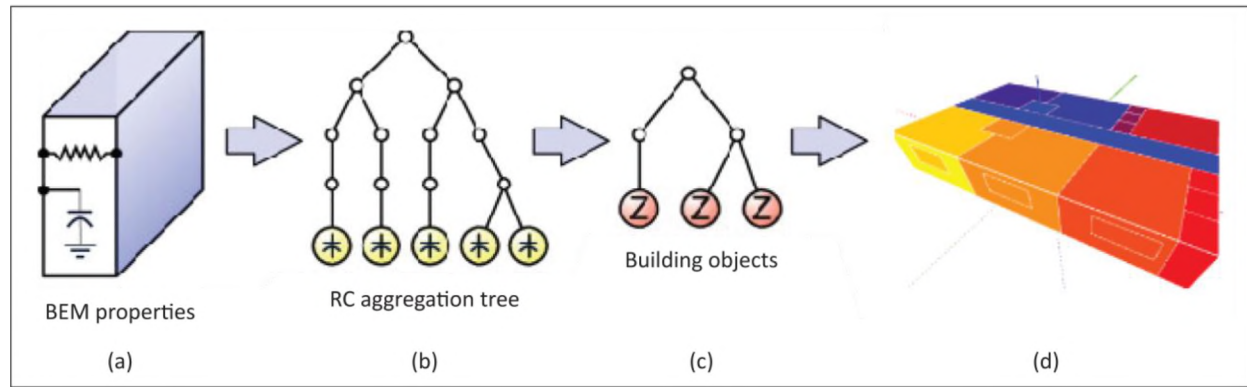 Z Z Z
Building objects
BEM properties
RC aggregation tree
(a)
(b)
(c)
(d)